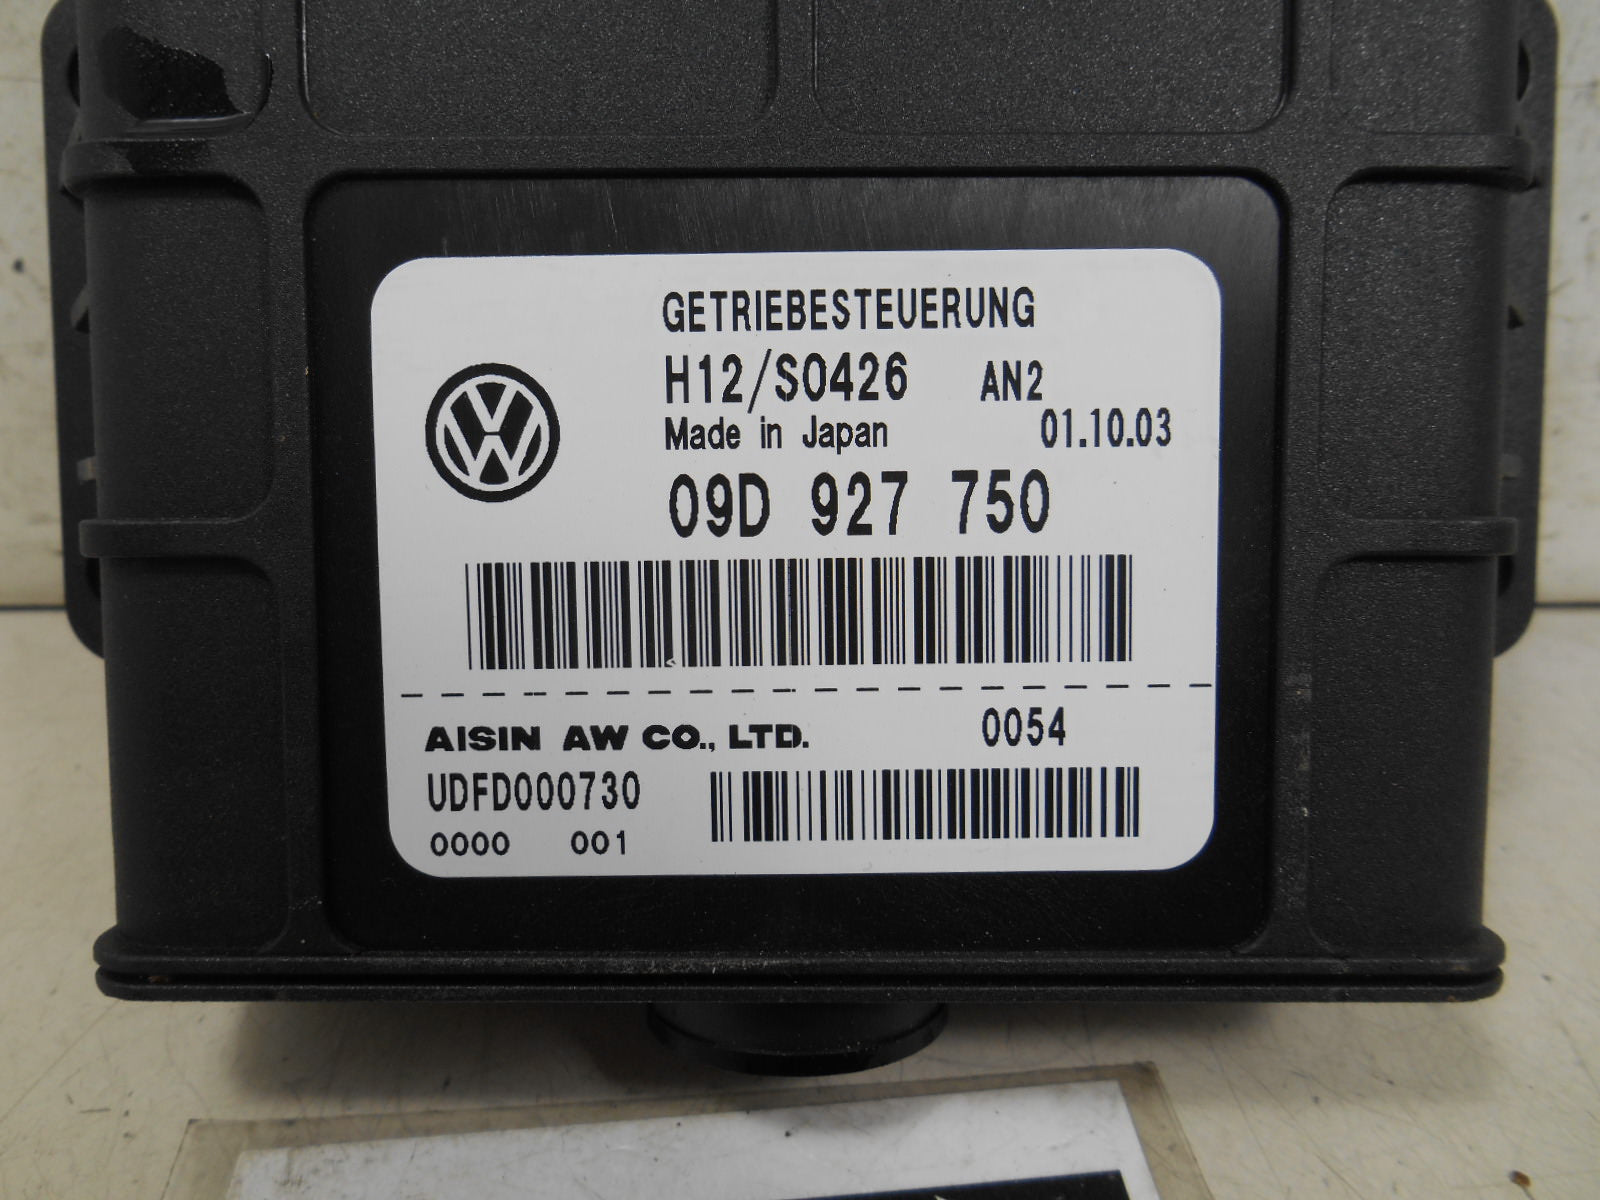 GETRIEBESTEUERUNG
H12/S0426 AN2
Made in Japan 01.10.03
09D 927 750
AISIN AW CO., LTD. 0054
UDFD000730
0000 001